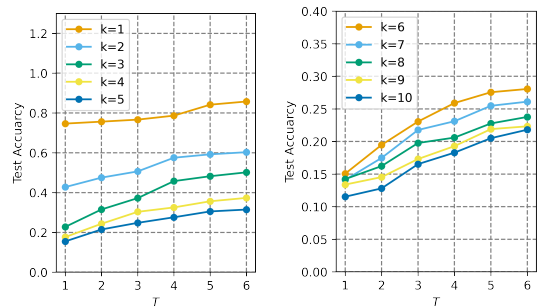 k=1
k=2
k=3
k=4
k=5
1.2
1.0
0.8
0.6
0.4
0.2
0.0
Test Accuarcy
1 2 3 4 5 6
T
k=6
k=7
k=8
k=9
k=10
0.40
0.35
0.30
0.25
0.20
0.15
0.10
0.05
0.00
Test Accuarcy
1 2 3 4 5 6
T